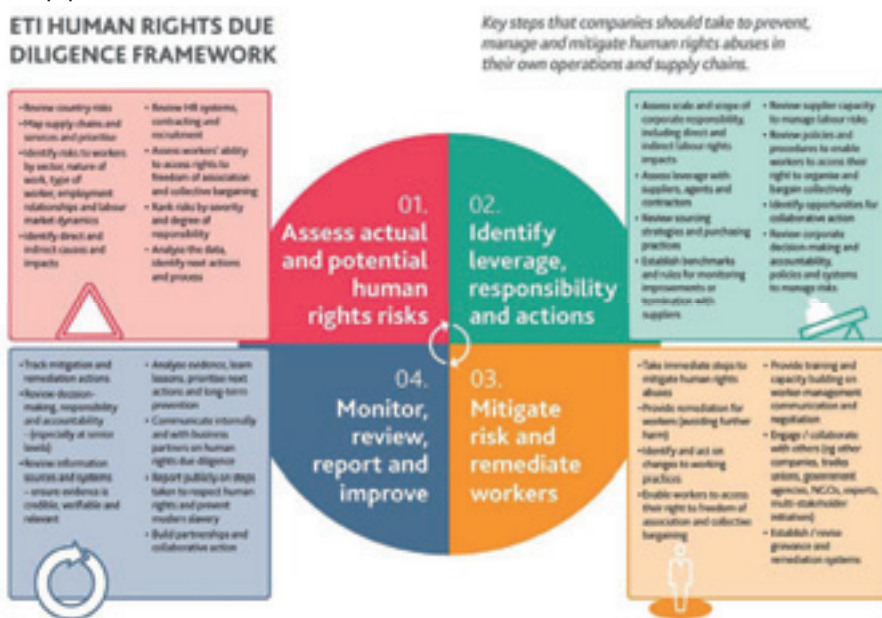 ETI HUMAN RIGHTS DUE
DILIGENCE FRAMEWORK
Key steps that companies should take to prevent,
manage and mitigate human rights abuses in
their own operations and supply chains.
• Review country risks
• Map supply chains and
services and prioritise
• Identify risks to workers
by sector, nature of
work, type of
worker, employment
relationships and labour
market dynamics
• Identify direct and
indirect causes and
impacts
• Review HR systems,
contracting and
recruitment
• Assess workers' ability
to access rights to
freedom of association
and collective bargaining
• Rank risks by severity
and degree of
responsibility
• Analyse the data,
identify next actions
and process
01.
Assess actual
and potential
human
rights risks
02.
Identify
leverage,
responsibility
and actions
• Assess scale and scope of
corporate responsibility,
including direct and
indirect labour rights
impacts
• Assess leverage with
suppliers, agents and
contractors
• Review sourcing
strategies and purchasing
practices
• Establish benchmarks
and rules for monitoring
improvements or
termination with
suppliers
• Review supplier capacity
to manage labour risks
• Review policies and
procedures to enable
workers to access their
right to organise and
bargain collectively
• Identify opportunities for
collaborative action
• Review corporate
decision making and
accountability,
policies and systems
to manage risks
• Track mitigation and
remediation actions
• Review decision-
making, responsibility
and accountability
- (especially at senior
levels)
• Review information
sources and systems
– ensure evidence is
credible, verifiable and
relevant
• Analyse evidence, learn
lessons, prioritise next
actions and long-term
prevention
• Communicate internally
and with business
partners on human
rights due diligence
• Report publicly on steps
taken to respect human
rights and prevent
modern slavery
• Build partnerships and
collaborative action
04.
Monitor,
review,
report and
improve
03.
Mitigate
risk and
remediate
workers
• Take immediate steps to
mitigate human rights
abuses
• Provide remediation for
workers (avoiding further
harm)
• Identify and act on
changes to working
practices
• Enable workers to access
their right to freedom of
association and collective
bargaining
• Provide training and
capacity building on
worker-management
communication and
negotiation
• Engage / collaborate
with others (eg other
companies, trades
unions, government
agencies, NGOs, experts,
multi-stakeholder
initiatives)
• Establish / revise
grievance and
remediation systems